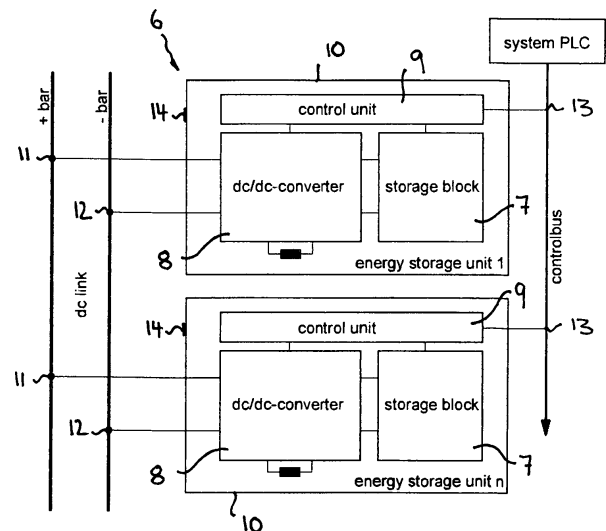 6
10
9
system PLC
+ bar
- bar
14
control unit
13
11
dc/dc-converter
storage block
12
7
8
energy storage unit 1
controlbus
dc link
9
14
control unit
13
11
dc/dc-converter
storage block
12
7
8
energy storage unit n
10